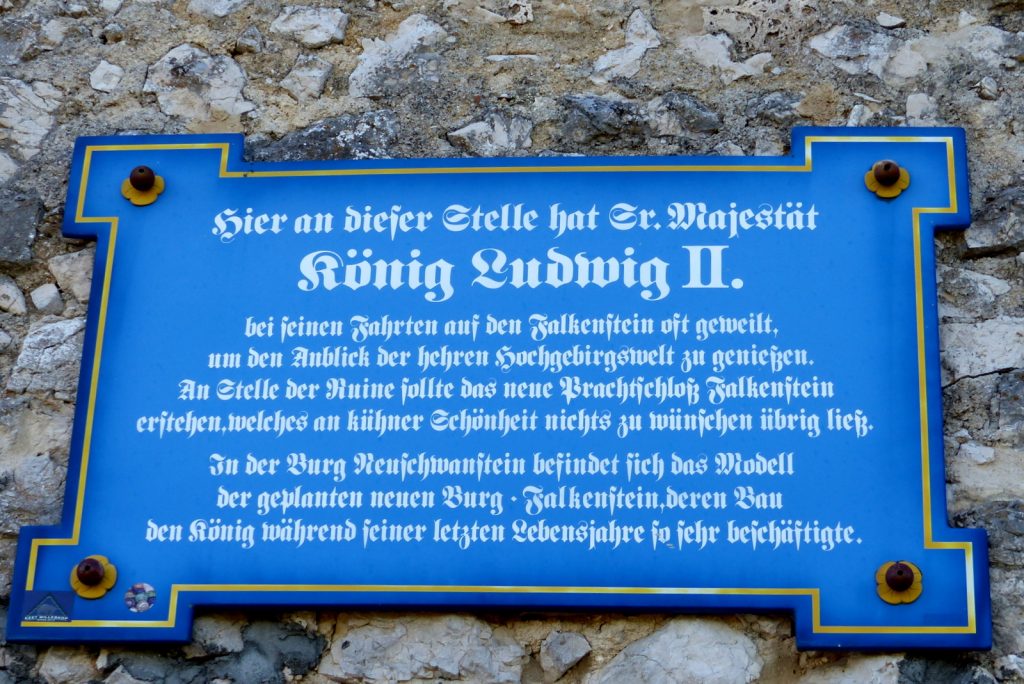 Hier an dieser Stelle hat Sr. Majestät
König Ludwig II.
bei seinen Fahrten auf den Falkenstein oft geweilt,
um den Anblick der hehren Hochgebirgswelt zu genießen.
An Stelle der Ruine sollte das neue Prachtschloß Falkenstein
erstehen, welches an kühner Schönheit nichts zu wünschen übrig ließ.
In der Burg Neuschwanstein befindet sich das Modell
der geplanten neuen Burg · Falkenstein, deren Bau
den König während seiner letzten Lebensjahre so sehr beschäftigte.